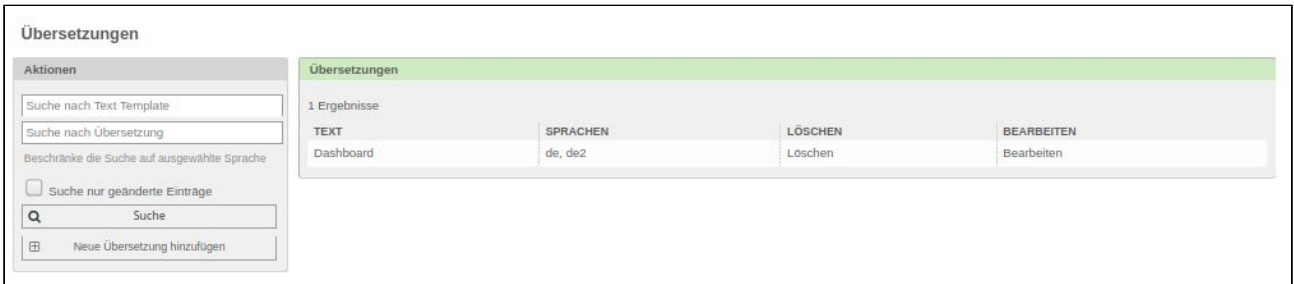 Übersetzungen
Aktionen
Suche nach Text Template
Suche nach Übersetzung
Beschränke die Suche auf ausgewählte Sprache
Suche nur geänderte Einträge
Suche
Neue Übersetzung hinzufügen
Übersetzungen
1 Ergebnisse
TEXT SPRACHEN LÖSCHEN BEARBEITEN
Dashboard de, de2 Löschen Bearbeiten